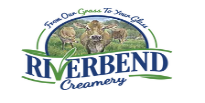 From Our Grass To Your Glass
RIVERBEND
Creamery